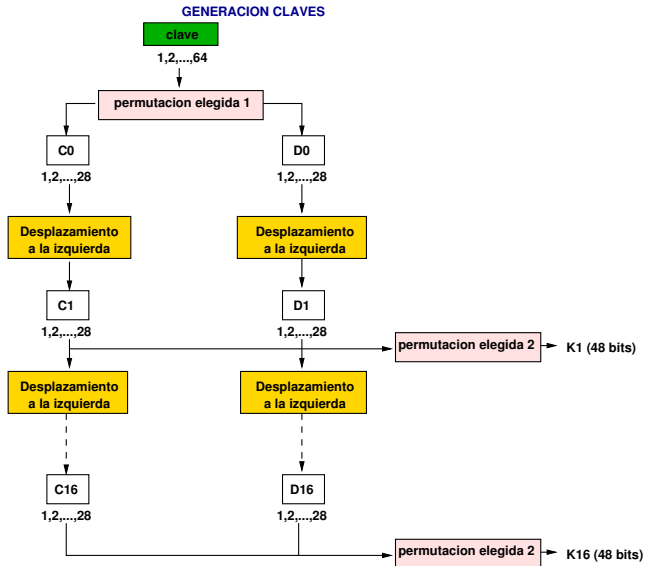 GENERACION CLAVES
clave
1,2,...,64
permutacion elegida 1
C0
D0
1,2,...,28
1,2,...,28
Desplazamiento
a la izquierda
Desplazamiento
a la izquierda
C1
D1
1,2,...,28
1,2,...,28
permutacion elegida 2
K1 (48 bits)
Desplazamiento
a la izquierda
Desplazamiento
a la izquierda
C16
D16
1,2,...,28
1,2,...,28
permutacion elegida 2
K16 (48 bits)